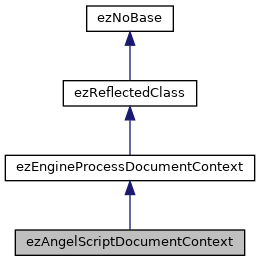 ezNoBase
ezReflectedClass
ezEngineProcessDocumentContext
ezAngelScriptDocumentContext